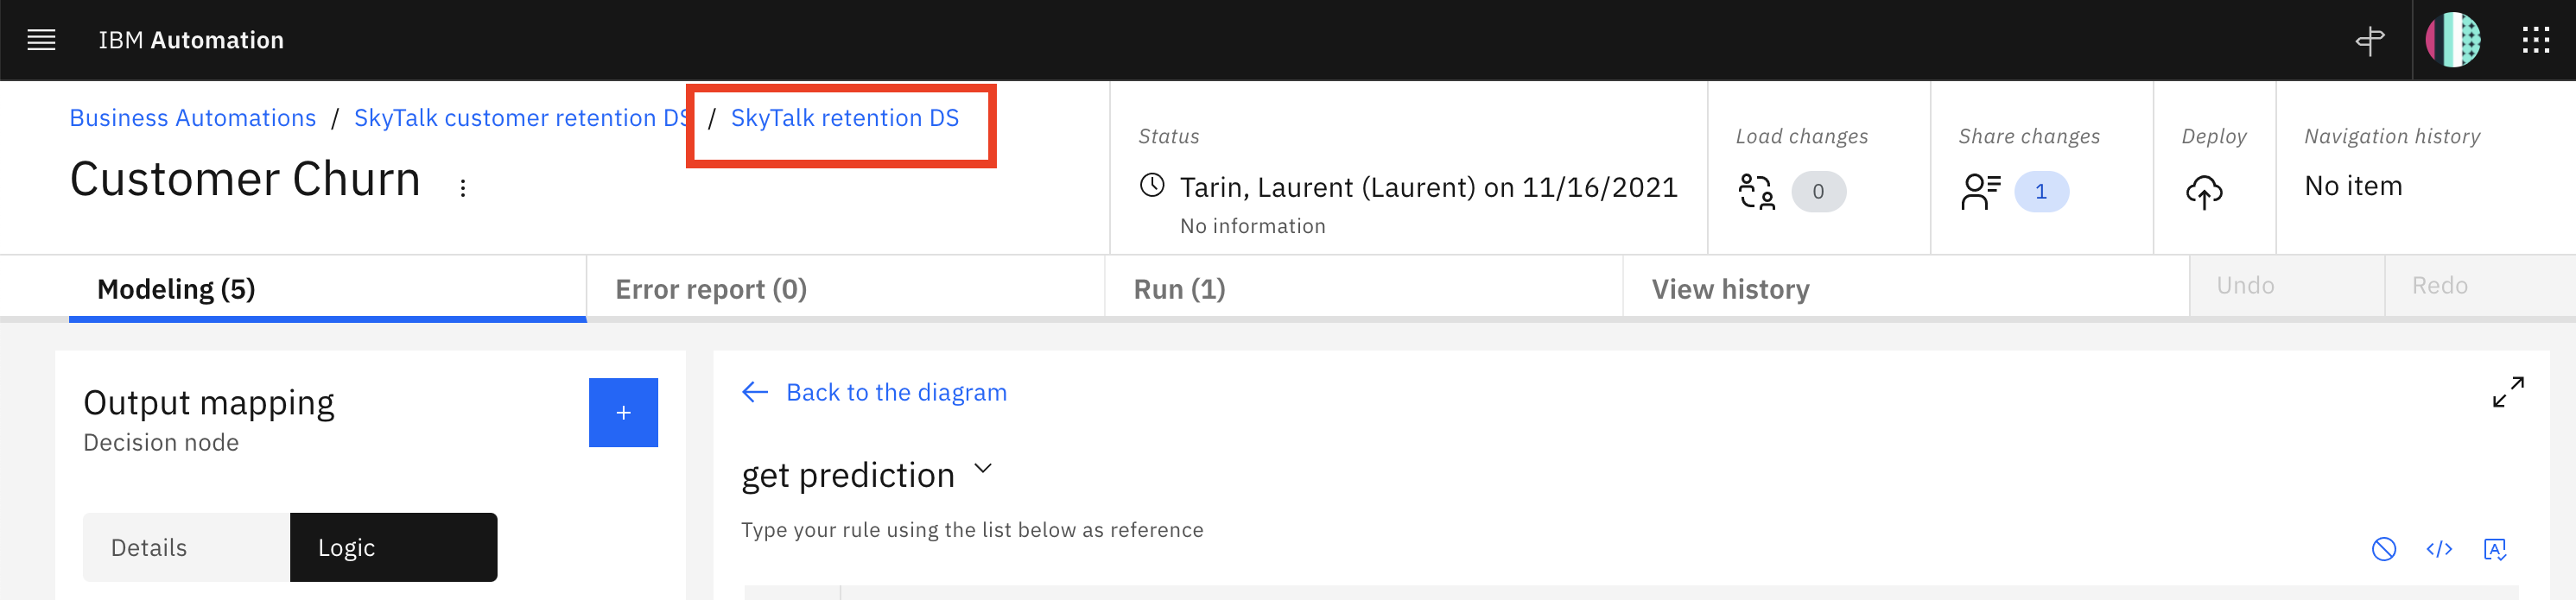 IBM Automation
Business Automations / SkyTalk customer retention DS / SkyTalk retention DS
Customer Churn
Status
Tarin, Laurent (Laurent) on 11/16/2021
No information
Load changes
0
Share changes
1
Deploy
Navigation history
No item
Modeling (5)
Error report (0)
Run (1)
View history
Undo
Redo
Output mapping
Decision node
+
Details
Logic
Back to the diagram
get prediction
Type your rule using the list below as reference